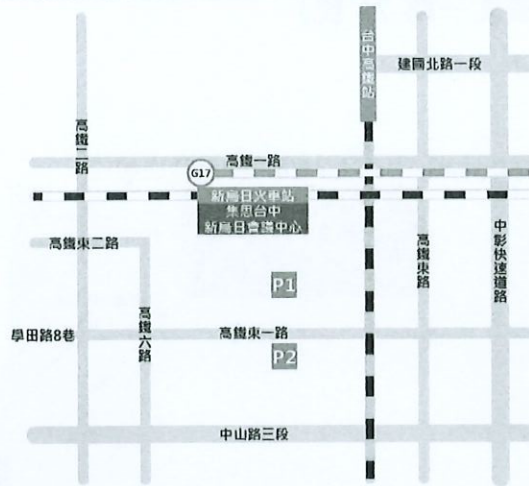 台中高鐵站
建國北路一段
高鐵二路
高鐵一路
G17
新烏日火車站
集思台中
新烏日會議中心
高鐵東二路
高鐵東路
中彰快速道路
P1
高鐵六路
學田路8巷
高鐵東一路
P2
中山路三段